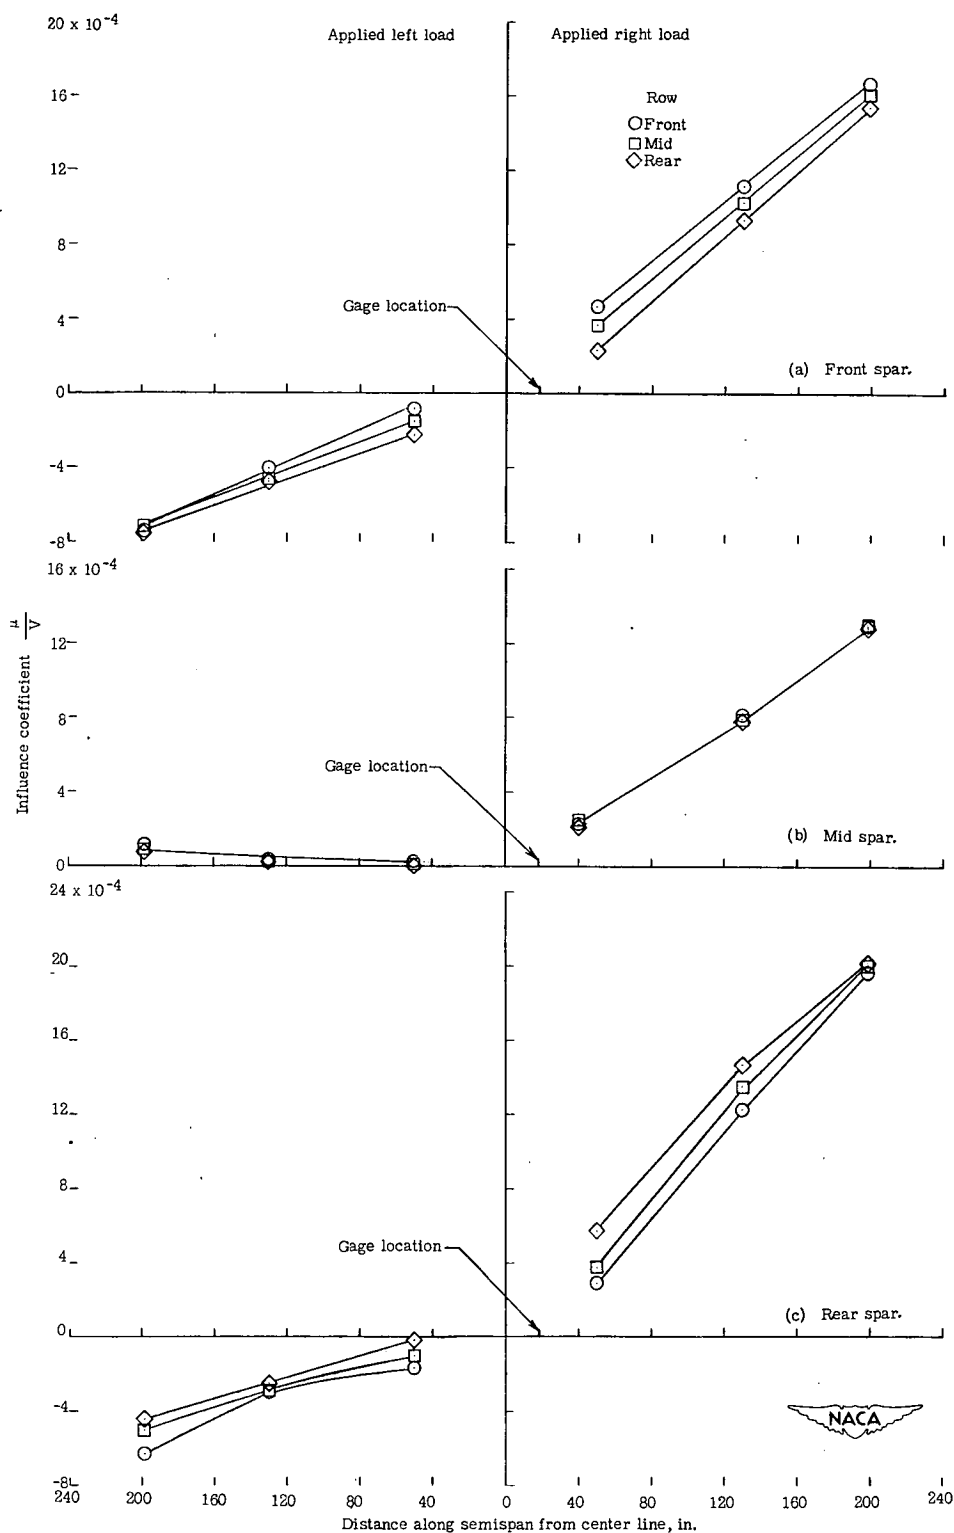 20 x 10-4
Applied left load
Applied right load
16
Row
Front
Mid
Rear
12
8
Gage location
4
(a) Front spar.
0
-4
-8
16 x 10-4
Influence coefficient μ/V
12
8
Gage location
4
(b) Mid spar.
0
24 x 10-4
20
16
12
8
Gage location
4
(c) Rear spar.
0
-4
NACA
-8
240 200 160 120 80 40 0 40 80 120 160 200 240
Distance along semispan from center line, in.